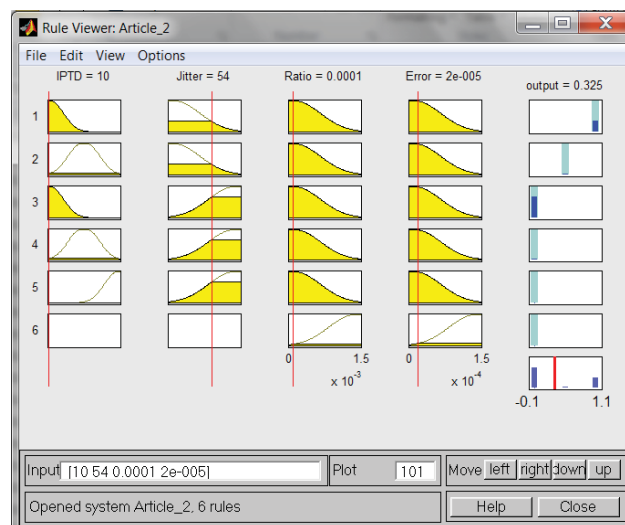 Rule Viewer: Article_2
File Edit View Options
IPTD = 10 Jitter = 54 Ratio = 0.0001 Error = 2e-005 output = 0.325
1
2
3
4
5
6
0 1.5 0 1.5
x 10-3 x 10-4
-0.1 1.1
Input [10 54 0.0001 2e-005] Plot 101 Move left right down up
Opened system Article_2, 6 rules Help Close